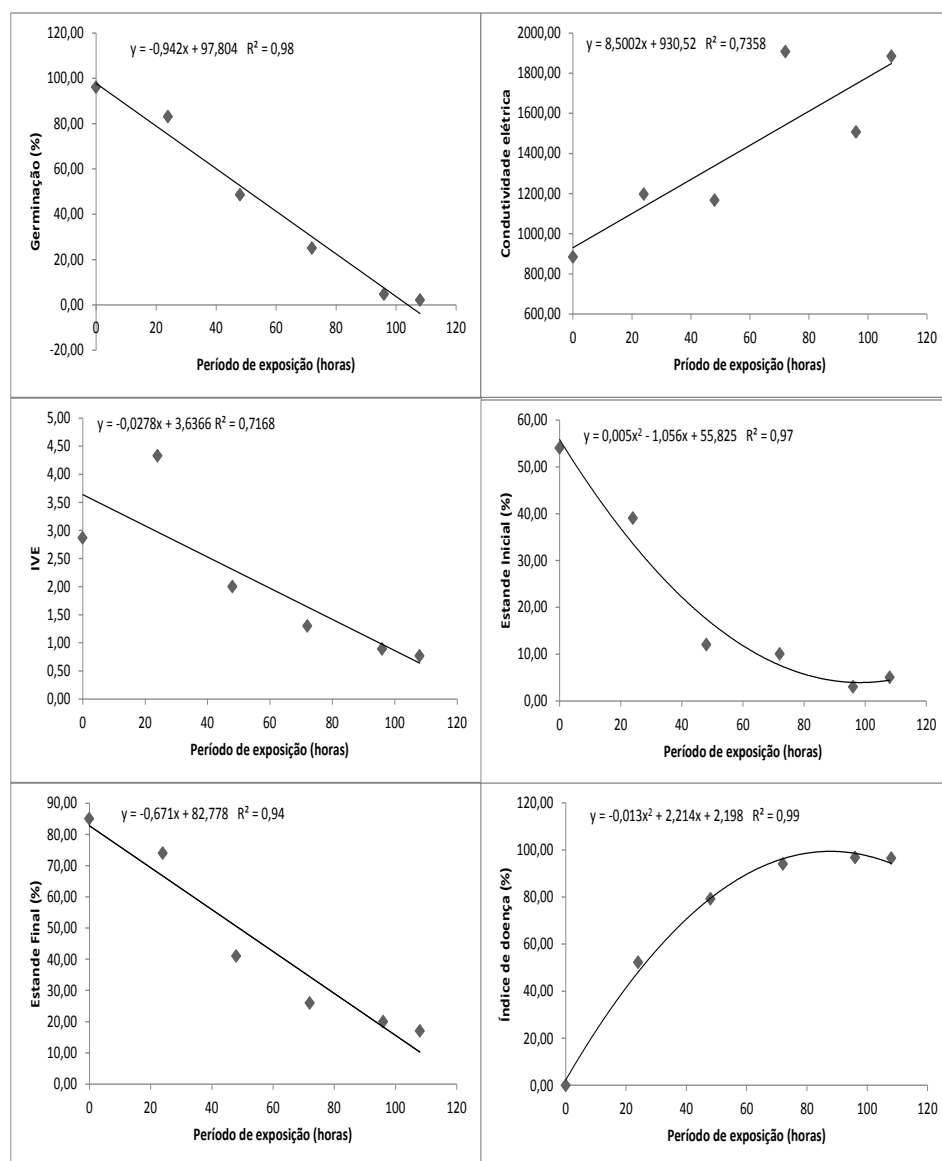 y = -0,942x + 97,804 R² = 0,98
120,00
100,00
80,00
60,00
40,00
20,00
0,00
-20,00
0 20 40 60 80 100 120
Germinação (%)
Período de exposição (horas)
y = 8,5002x + 930,52 R² = 0,7358
2000,00
1800,00
1600,00
1400,00
1200,00
1000,00
800,00
600,00
0 20 40 60 80 100 120
Condutividade elétrica
Príodo de exposição (horas)
y = -0,0278x + 3,6366 R² = 0,7168
5,00
4,50
4,00
3,50
3,00
2,50
2,00
1,50
1,00
0,50
0,00
0 20 40 60 80 100 120
IVE
Período de exposição (horas)
y = 0,005x² - 1,056x + 55,825 R² = 0,97
60,00
50,00
40,00
30,00
20,00
10,00
0,00
0 20 40 60 80 100 120
Estande Inicial (%)
Período de exposição (horas)
y = -0,671x + 82,778 R² = 0,94
90,00
80,00
70,00
60,00
50,00
40,00
30,00
20,00
10,00
0,00
0 20 40 60 80 100 120
Estande Final (%)
Período de exposição (horas)
y = -0,013x² + 2,214x + 2,198 R² = 0,99
120,00
100,00
80,00
60,00
40,00
20,00
0,00
0 20 40 60 80 100 120
Índice de doença (%)
Período de exposição (horas)